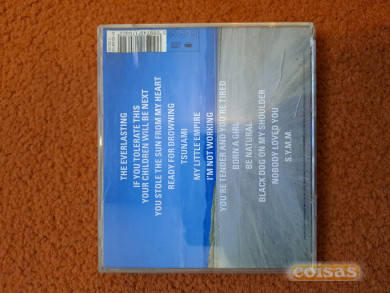 THE EVERLASTING
IF YOU TOLERATE THIS
YOUR CHILDREN WILL BE NEXT
YOU STOLE THE SUN FROM MY HEART
READY FOR DROWNING
TSUNAMI
MY LITTLE EMPIRE
I'M NOT WORKING
YOU'RE TENDER AND YOU'RE TIRED
BORN A GIRL
BE NATURAL
BLACK DOG ON MY SHOULDER
NOBODY LOVED YOU
S.Y.M.M.
coisas